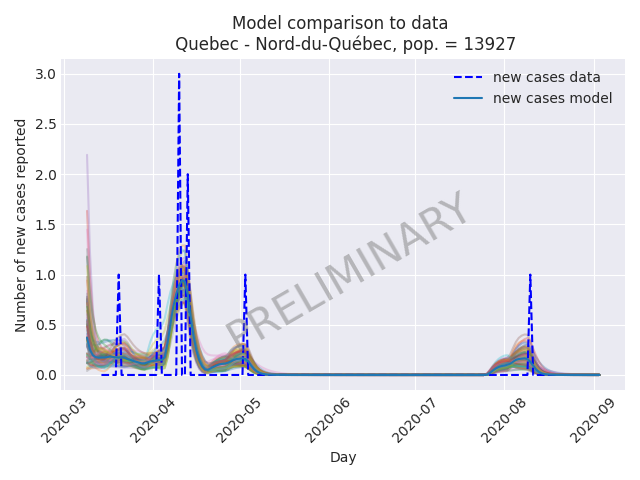 Model comparison to data
Quebec - Nord-du-Québec, pop. = 13927
new cases data
new cases model
3.0
2.5
2.0
1.5
1.0
0.5
0.0
Number of new cases reported
PRELIMINARY
2020-03
2020-04
2020-05
2020-06
2020-07
2020-08
2020-09
Day